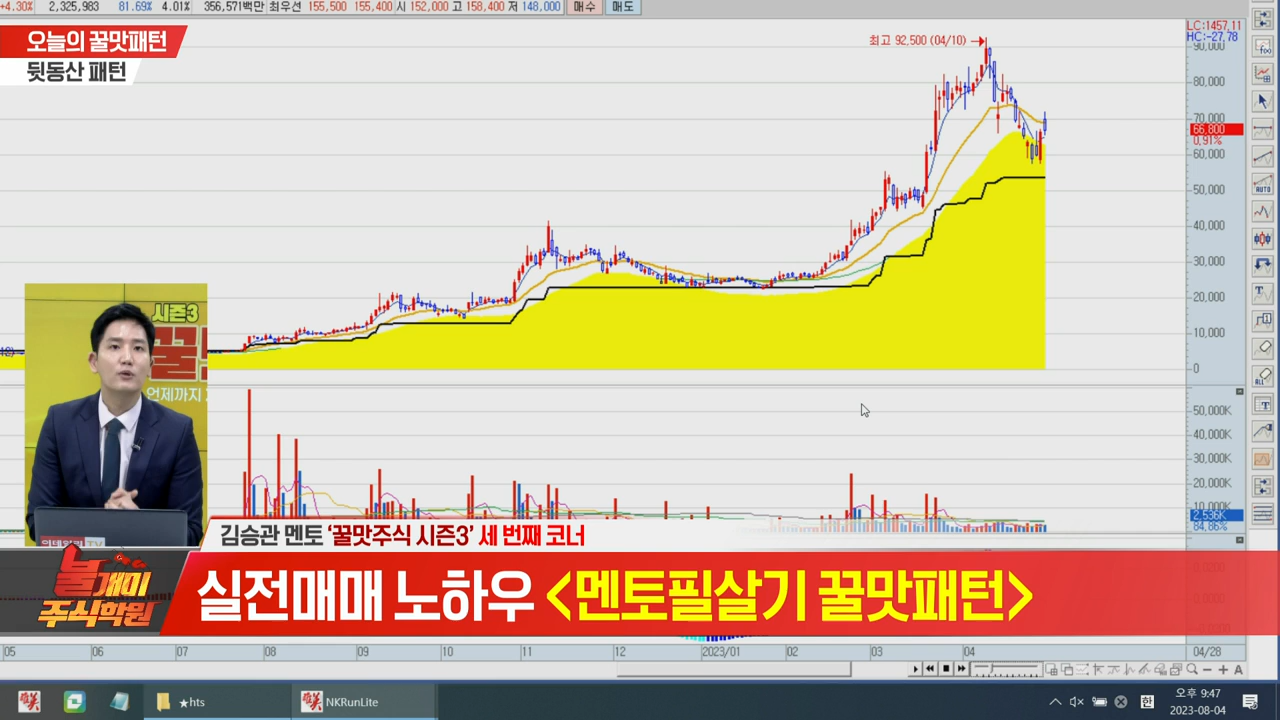 +4.30% 2,325,983 81.69% 4.01% 356,571백만 최우선 155,500 155,400 시 152,000 고 158,400 저 148,000 매수 매도
오늘의 꿀맛패턴
뒷동산 패턴
최고 92,500 (04/10)
LC:1457.11
HC:-27.78
90,000
80,000
70,000
66,800
0.91%
60,000
50,000
40,000
30,000
20,000
10,000
0
AUTO
ALL
시즌3
꿀
언제까지
50,000K
40,000K
30,000K
20,000K
10,000K
2,536K
84.86%
김승관 멘토 ‘꿀맛주식 시즌3’ 세 번째 코너
불개미
주식학원
실전매매 노하우 <멘토필살기 꿀맛패턴>
05 06 07 08 09 10 11 12 2023/01 02 03 04 04/28
★hts
NKRunLite
한
오후 9:47
2023-08-04